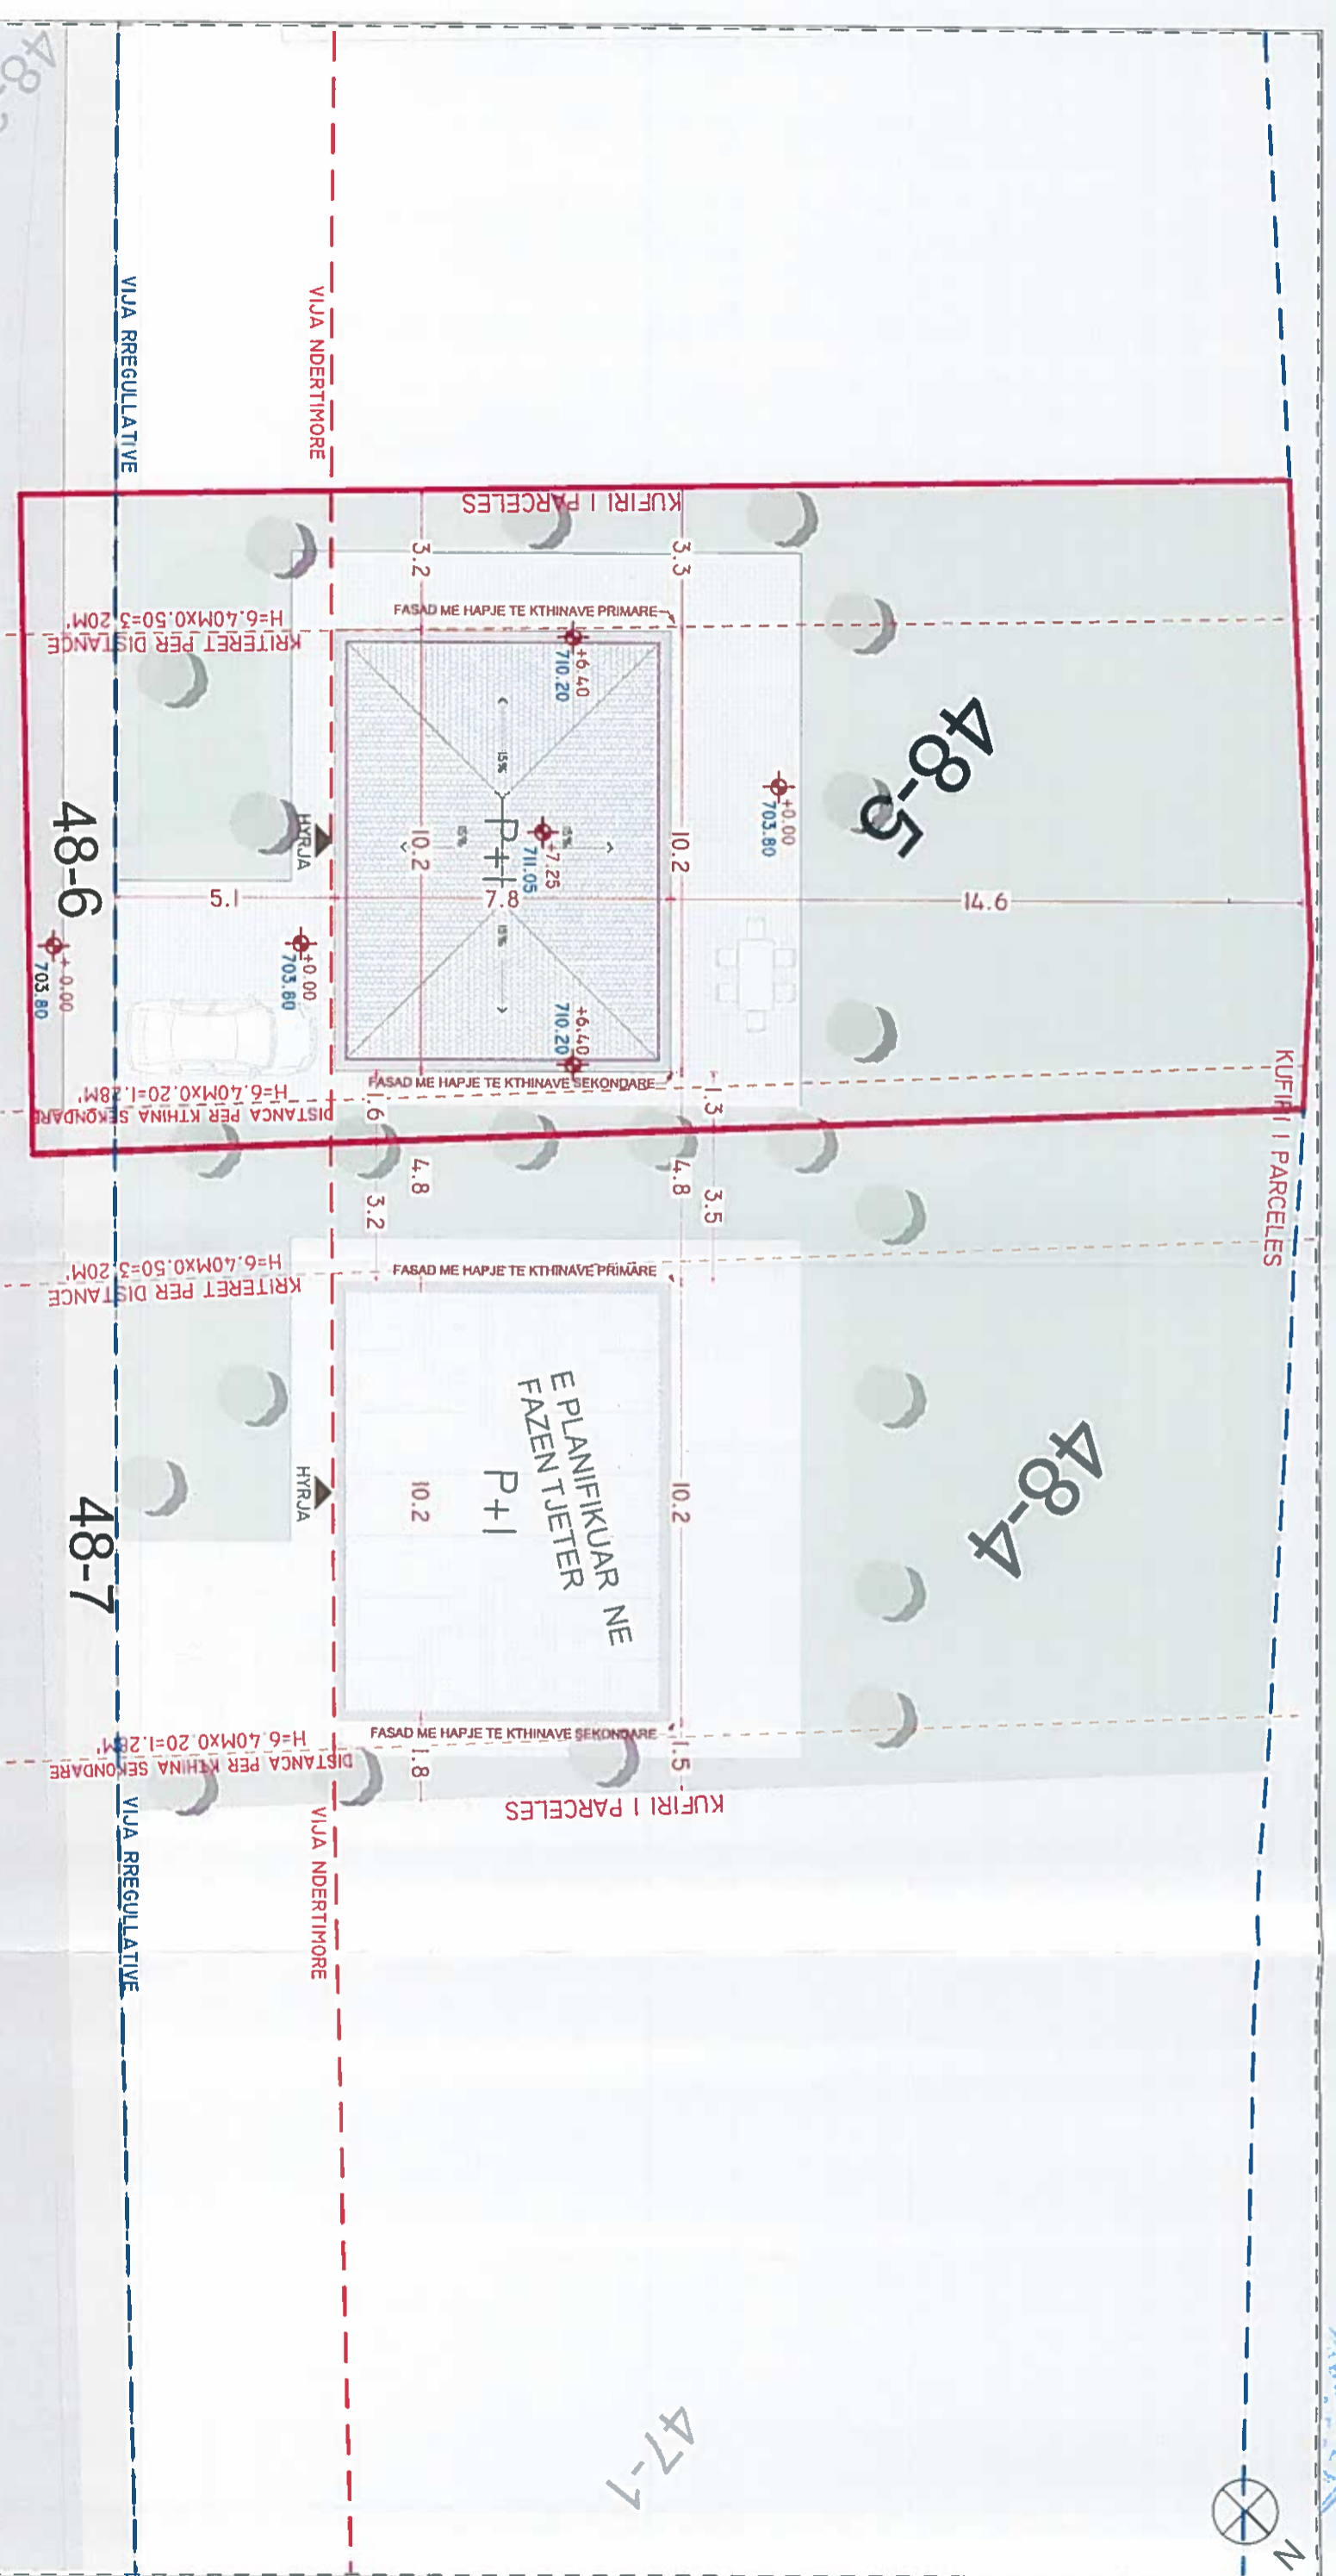 48-
VIJA RREGULLATIVE
VIJA NDERTIMORE
KUFIRI I PARCELES
3.2
3.3
FASAD ME HAPJE TE KTHINAVE PRIMARE
KRITERET PER DISTANCE
H=6.40Mx0.50=3.20M'
+6.40
710.20
15%
15%
15%
15%
P+I
+7.25
711.05
10.2
10.2
7.8
5.1
14.6
HYRJA
+0.00
703.80
48-5
48-6
+0.00
703.80
+0.00
703.80
+6.40
710.20
FASAD ME HAPJE TE KTHINAVE SEKONDARE
DISTANCA PER KTHINA SEKONDARE
H=6.40Mx0.20=1.28M'
1.6
1.3
KUFIRI I PARCELES
4.8
4.8
3.2
3.5
KRITERET PER DISTANCE
H=6.40Mx0.50=3.20M'
FASAD ME HAPJE TE KTHINAVE PRIMARE
E PLANIFIKUAR NE
FAZEN TJETER
P+I
10.2
10.2
HYRJA
48-4
48-7
FASAD ME HAPJE TE KTHINAVE SEKONDARE
DISTANCA PER KTHINA SEKONDARE
H=6.40Mx0.20=1.28M'
1.8
1.5
KUFIRI I PARCELES
VIJA RREGULLATIVE
VIJA NDERTIMORE
47-1
N